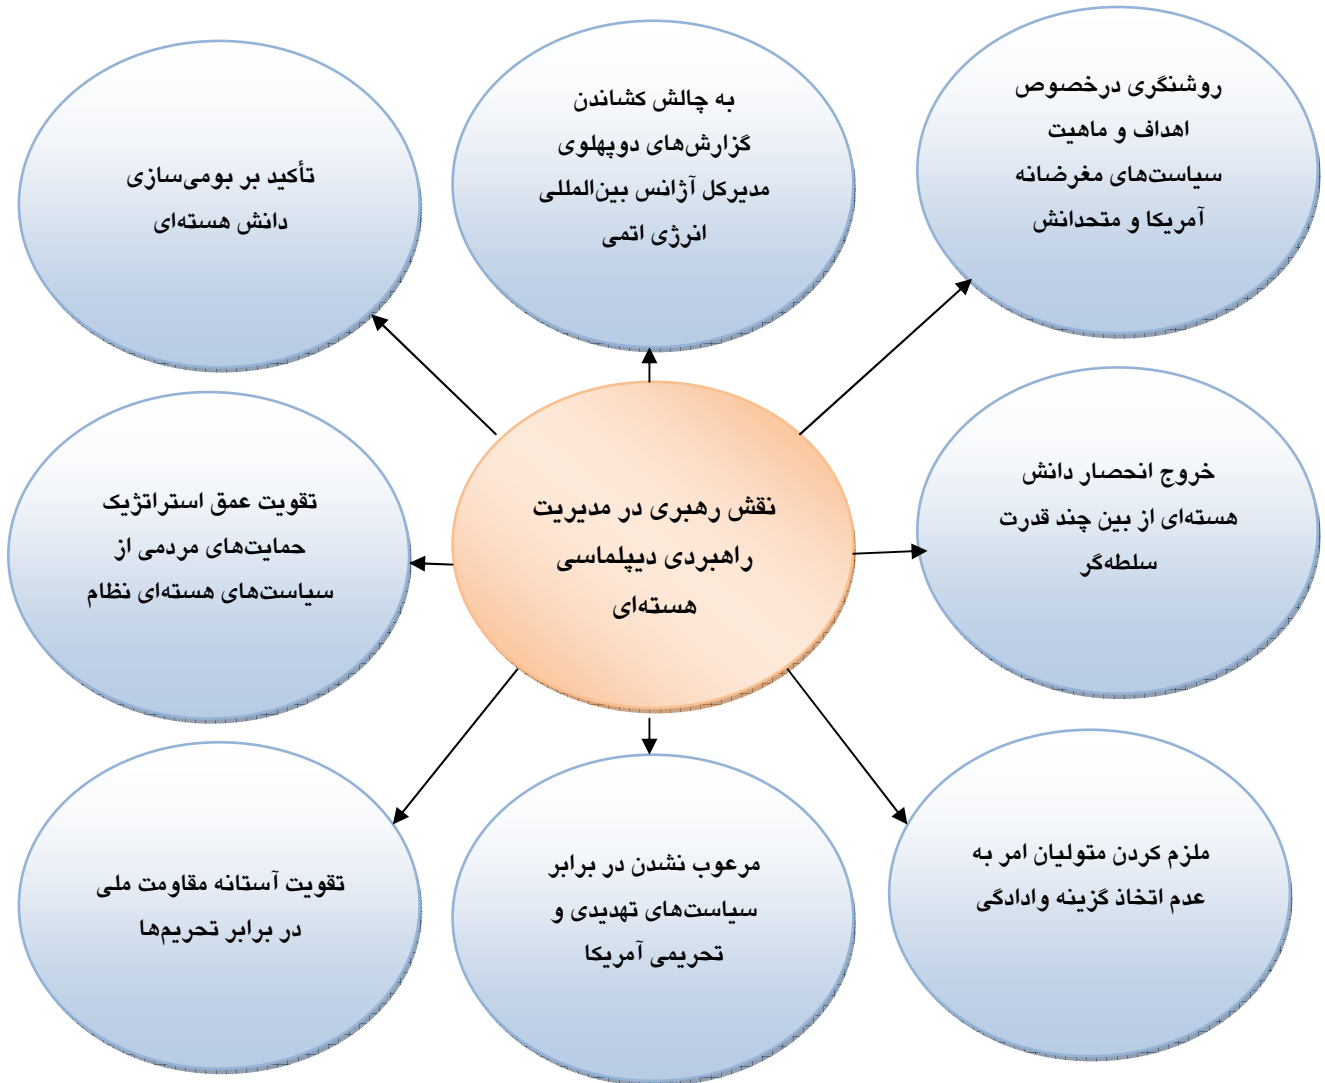 روشنگری درخصوص
اهداف و ماهیت
سیاست‌های مغرضانه
آمریکا و متحدانش
به چالش کشاندن
گزارش‌های دوپهلوی
مدیرکل آژانس بین‌المللی
انرژی اتمی
تأکید بر بومی‌سازی
دانش هسته‌ای
خروج انحصار دانش
هسته‌ای از بین چند قدرت
سلطه‌گر
نقش رهبری در مدیریت
راهبردی دیپلماسی
هسته‌ای
تقویت عمق استراتژیک
حمایت‌های مردمی از
سیاست‌های هسته‌ای نظام
ملزم کردن متولیان امر به
عدم اتخاذ گزینه وادادگی
مرعوب نشدن در برابر
سیاست‌های تهدیدی و
تحریمی آمریکا
تقویت آستانه مقاومت ملی
در برابر تحریم‌ها